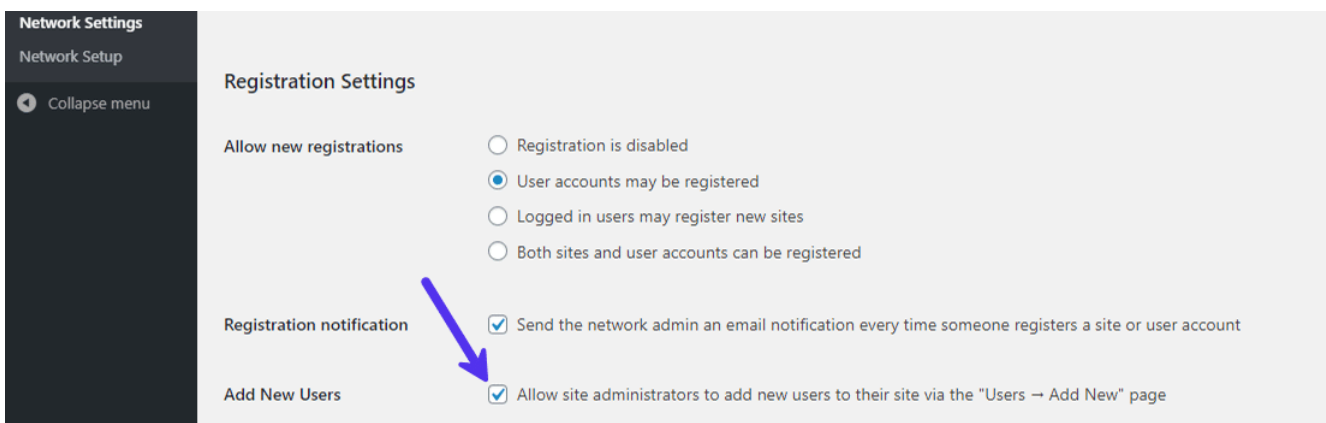 Network Settings
Network Setup
Collapse menu
Registration Settings
Allow new registrations
Registration is disabled
User accounts may be registered
Logged in users may register new sites
Both sites and user accounts can be registered
Registration notification
Send the network admin an email notification every time someone registers a site or user account
Add New Users
Allow site administrators to add new users to their site via the "Users → Add New" page